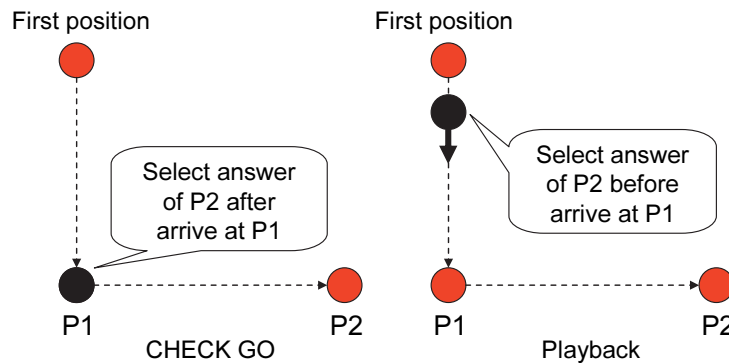 First position
Select answer
of P2 after
arrive at P1
P1
P2
CHECK GO
First position
Select answer
of P2 before
arrive at P1
P1
P2
Playback